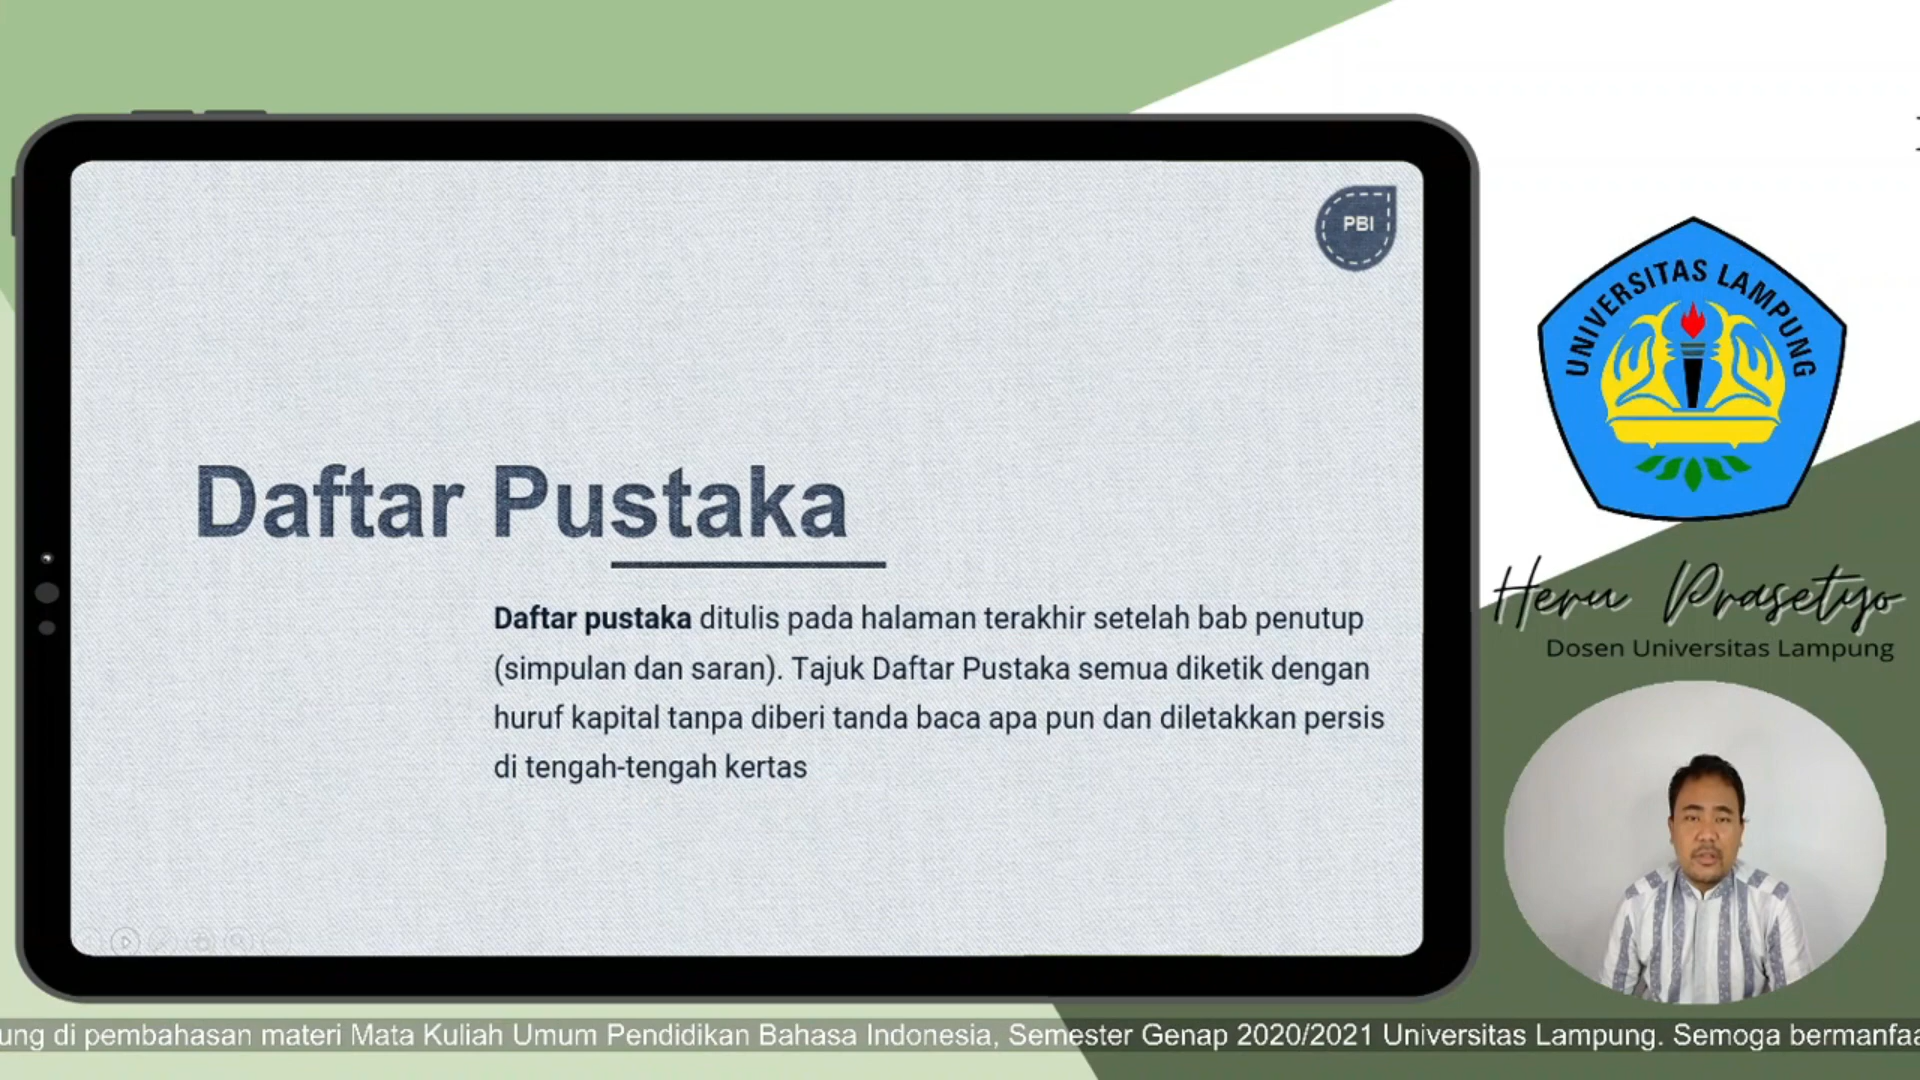 PBI
Daftar Pustaka
Daftar pustaka ditulis pada halaman terakhir setelah bab penutup
(simpulan dan saran). Tajuk Daftar Pustaka semua diketik dengan
huruf kapital tanpa diberi tanda baca apa pun dan diletakkan persis
di tengah-tengah kertas
UNIVERSITAS LAMPUNG
Heru Prasetyo
Dosen Universitas Lampung
di pembahasan materi Mata Kuliah Umum Pendidikan Bahasa Indonesia, Semester Genap 2020/2021 Universitas Lampung. Semoga